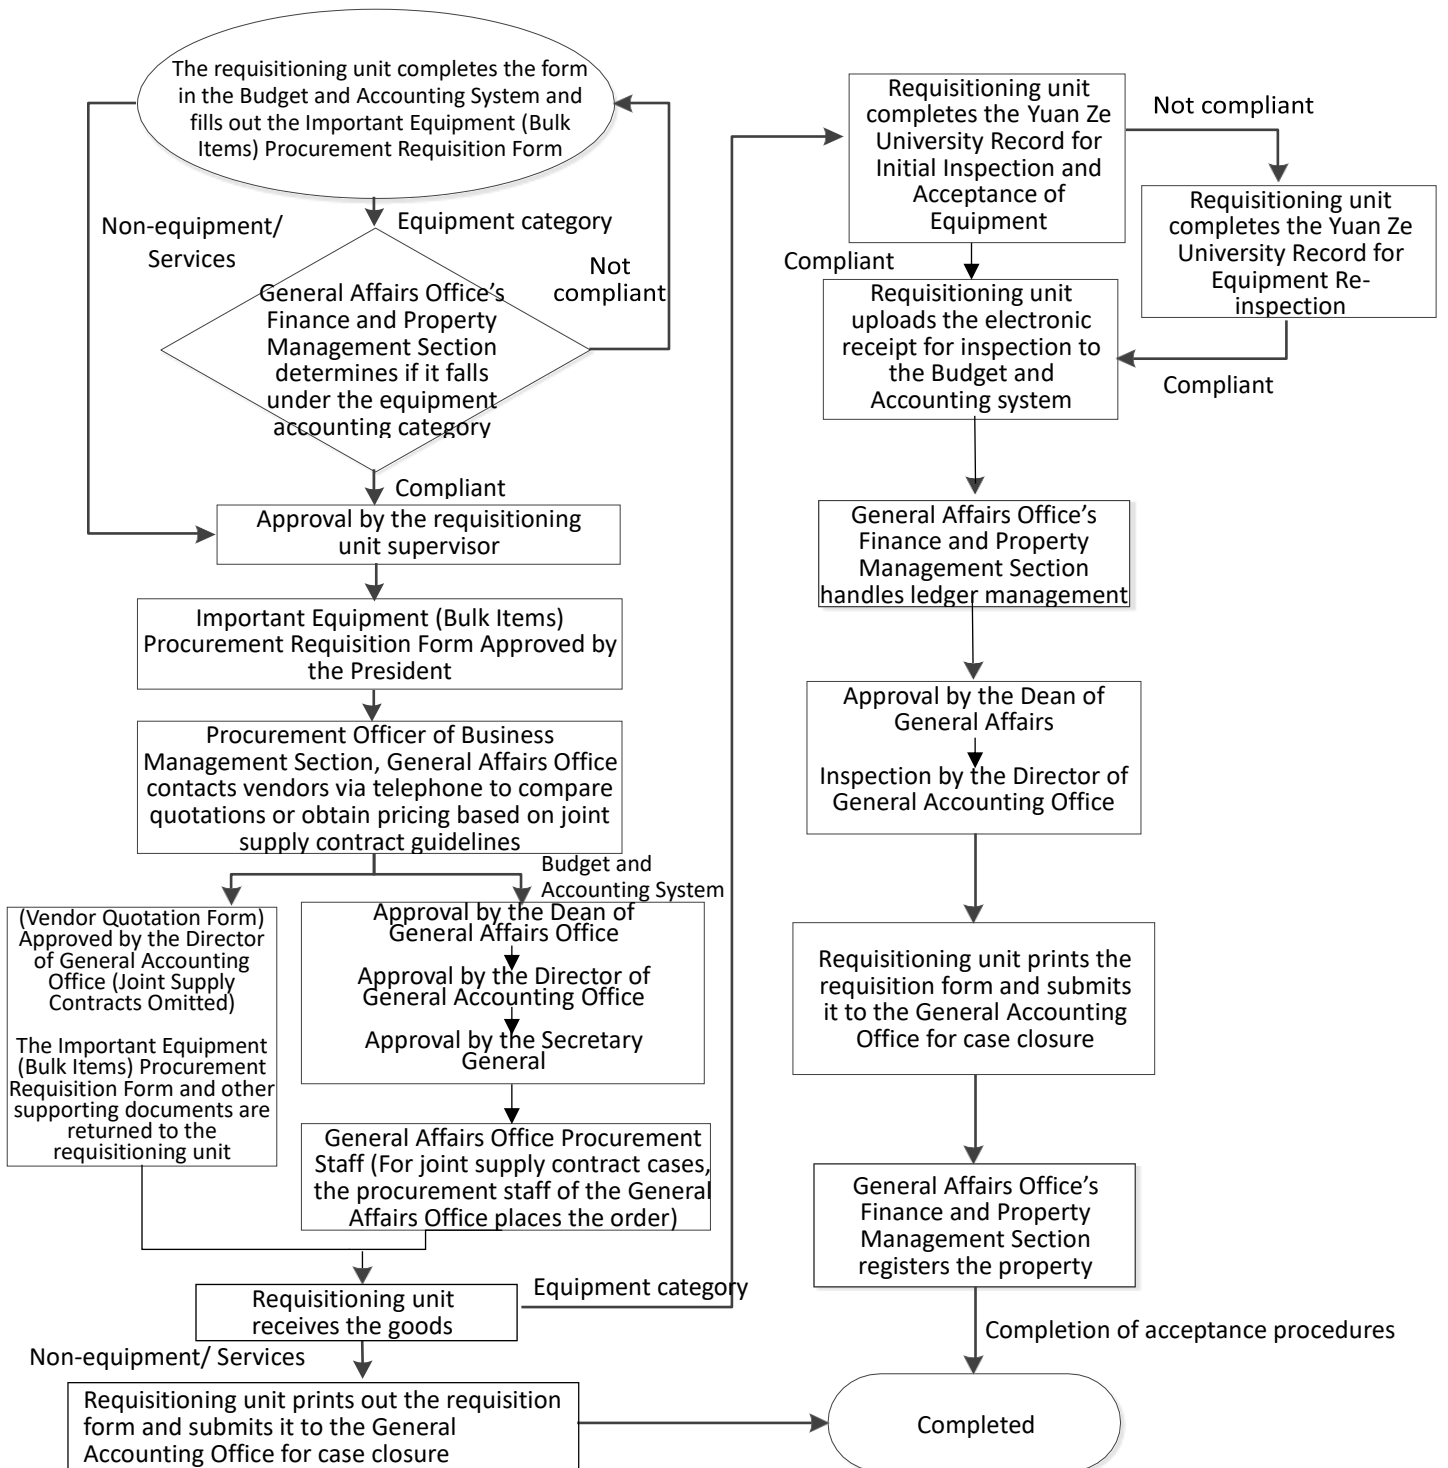 The requisitioning unit completes the form
in the Budget and Accounting System and
fills out the Important Equipment (Bulk
Items) Procurement Requisition Form
Non-equipment/
Services
Equipment category
Not
compliant
General Affairs Office's
Finance and Property
Management Section
determines if it falls
under the equipment
accounting category
Compliant
Approval by the requisitioning
unit supervisor
Important Equipment (Bulk Items)
Procurement Requisition Form Approved by
the President
Procurement Officer of Business
Management Section, General Affairs Office
contacts vendors via telephone to compare
quotations or obtain pricing based on joint
supply contract guidelines
Budget and
Accounting System
(Vendor Quotation Form)
Approved by the Director
of General Accounting
Office (Joint Supply
Contracts Omitted)
The Important Equipment
(Bulk Items) Procurement
Requisition Form and other
supporting documents are
returned to the
requisitioning unit
Approval by the Dean of
General Affairs Office
Approval by the Director of
General Accounting Office
Approval by the Secretary
General
General Affairs Office Procurement
Staff (For joint supply contract cases,
the procurement staff of the General
Affairs Office places the order)
Requisitioning unit
receives the goods
Equipment category
Non-equipment/ Services
Requisitioning unit prints out the requisition
form and submits it to the General
Accounting Office for case closure
Requisitioning unit
completes the Yuan Ze
University Record for
Initial Inspection and
Acceptance of
Equipment
Not compliant
Requisitioning unit
completes the Yuan Ze
University Record for
Equipment Re-
inspection
Compliant
Compliant
Requisitioning unit
uploads the electronic
receipt for inspection to
the Budget and
Accounting system
General Affairs Office's
Finance and Property
Management Section
handles ledger management
Approval by the Dean of
General Affairs
Inspection by the Director of
General Accounting Office
Requisitioning unit prints the
requisition form and submits
it to the General Accounting
Office for case closure
General Affairs Office's
Finance and Property
Management Section
registers the property
Completion of acceptance procedures
Completed